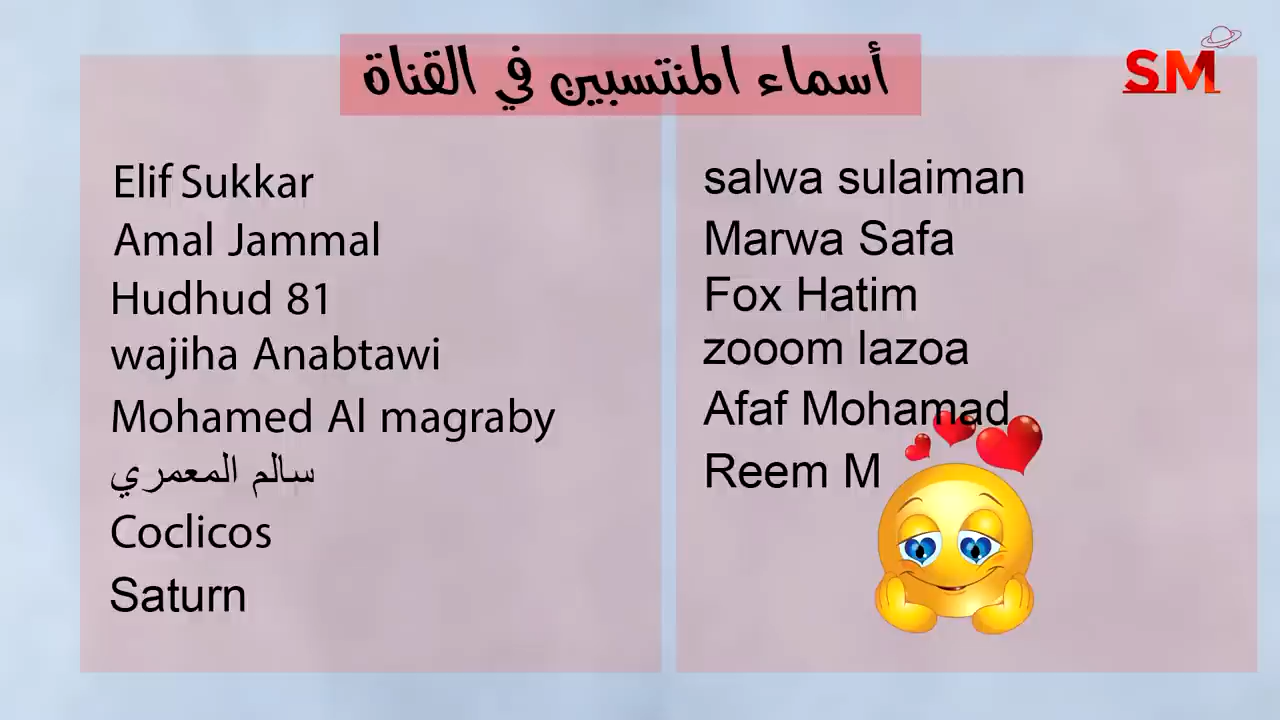 أسماء المنتسبين في القناة
SM
Elif Sukkar
Amal Jammal
Hudhud 81
wajiha Anabtawi
Mohamed Al magraby
سالم المعمري
Coclicos
Saturn
salwa sulaiman
Marwa Safa
Fox Hatim
zooom lazoa
Afaf Mohamad
Reem M